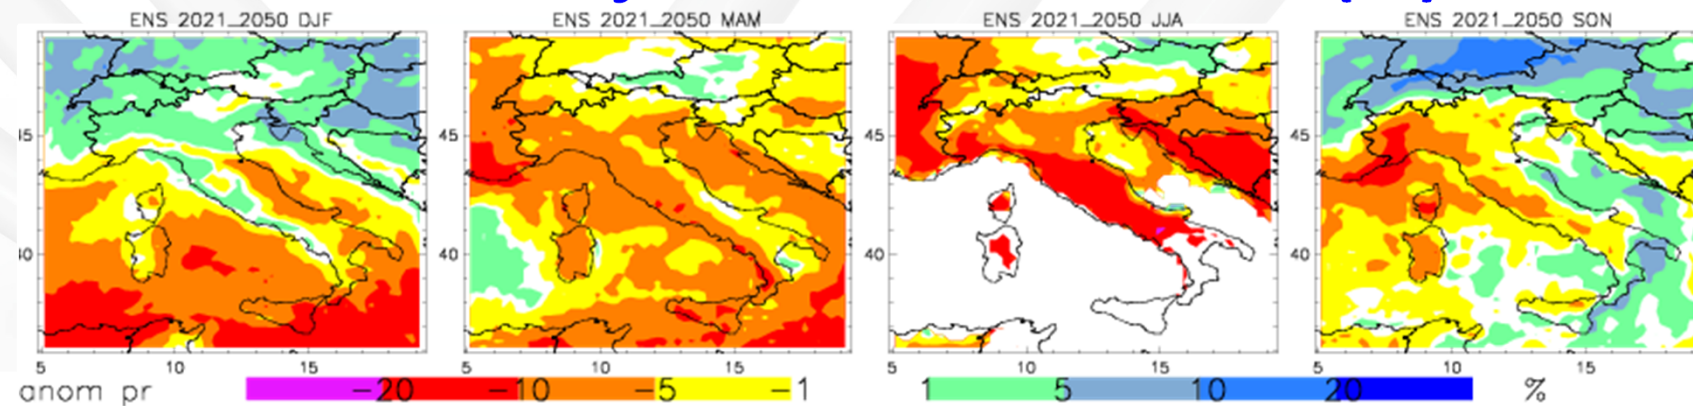 ENS 2021_2050 DJF ENS 2021_2050 MAM ENS 2021_2050 JJA ENS 2021_2050 SON
45 45 45 45
40 40 40 40
5 10 15 5 10 15 5 10 15 5 10 15
anom pr -20 -10 -5 -1 1 5 10 20 %